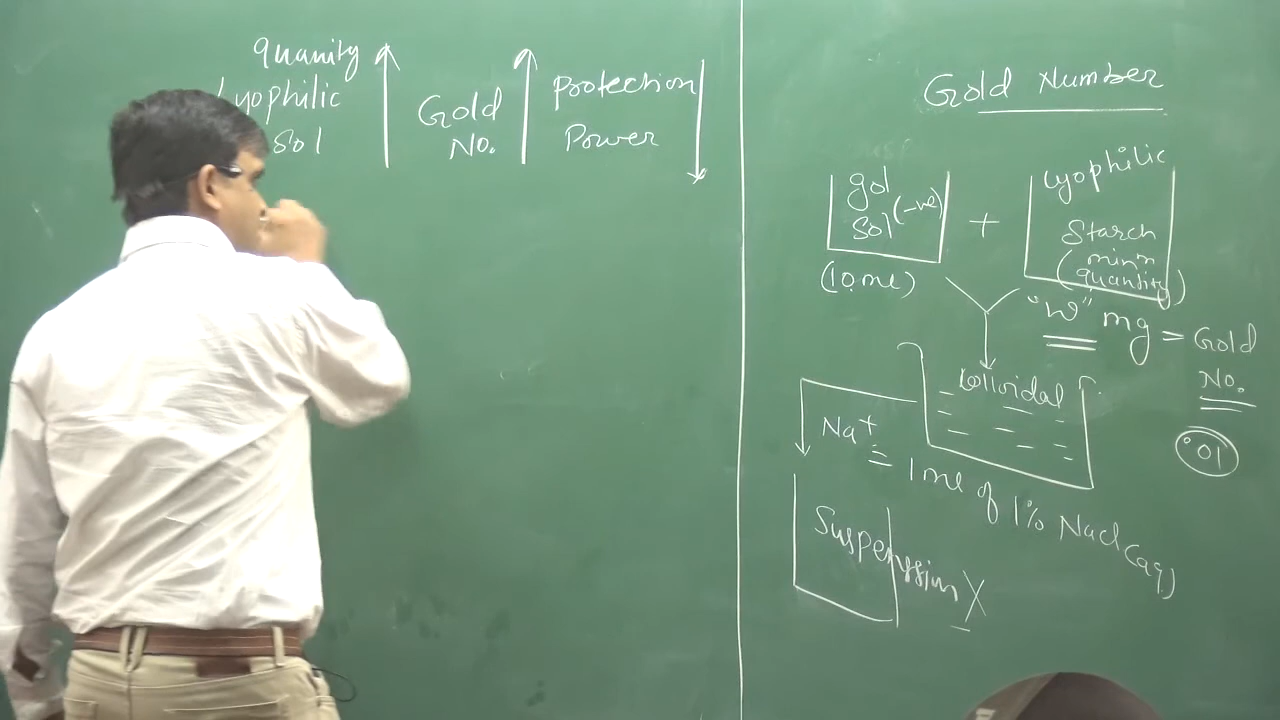 quanity
Lyophilic
Sol
Gold
No.
Protection
Power
Gold Number
gol
Sol (-ve)
(10 ml)
+
Lyophilic
Starch
(minm
quantity)
"W" mg = Gold
No.
.01
Colloidal
Na+
= 1 ml of 1% NaCl (aq)
Suspenssion X